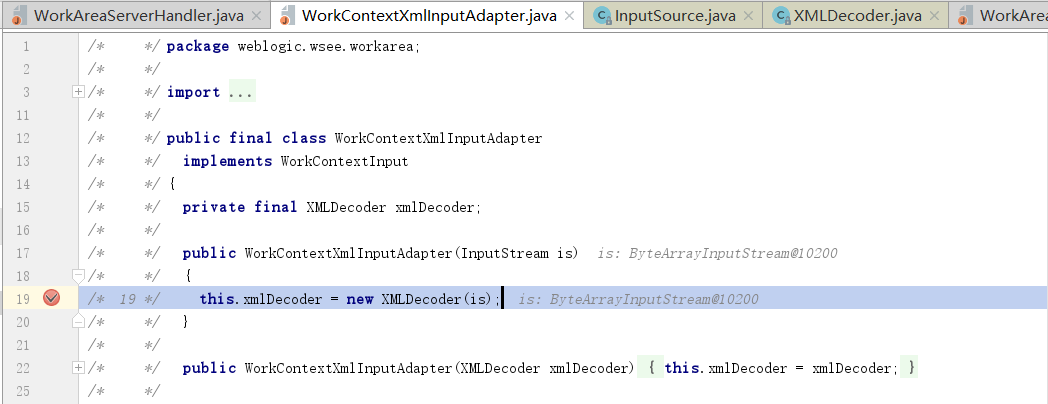 WorkAreaServerHandler.java × WorkContextXmlInputAdapter.java × InputSource.java × XMLDecoder.java × WorkArea
1 /* */ package weblogic.wsee.workarea;
2 /* */
3 /* */ import ...
11 /* */
12 /* */ public final class WorkContextXmlInputAdapter
13 /* */ implements WorkContextInput
14 /* */ {
15 /* */ private final XMLDecoder xmlDecoder;
16 /* */
17 /* */ public WorkContextXmlInputAdapter(InputStream is) is: ByteArrayInputStream@10200
18 /* */ {
19 /* 19 */ this.xmlDecoder = new XMLDecoder(is); is: ByteArrayInputStream@10200
20 /* */ }
21 /* */
22 /* */ public WorkContextXmlInputAdapter(XMLDecoder xmlDecoder) { this.xmlDecoder = xmlDecoder; }
25 /* */